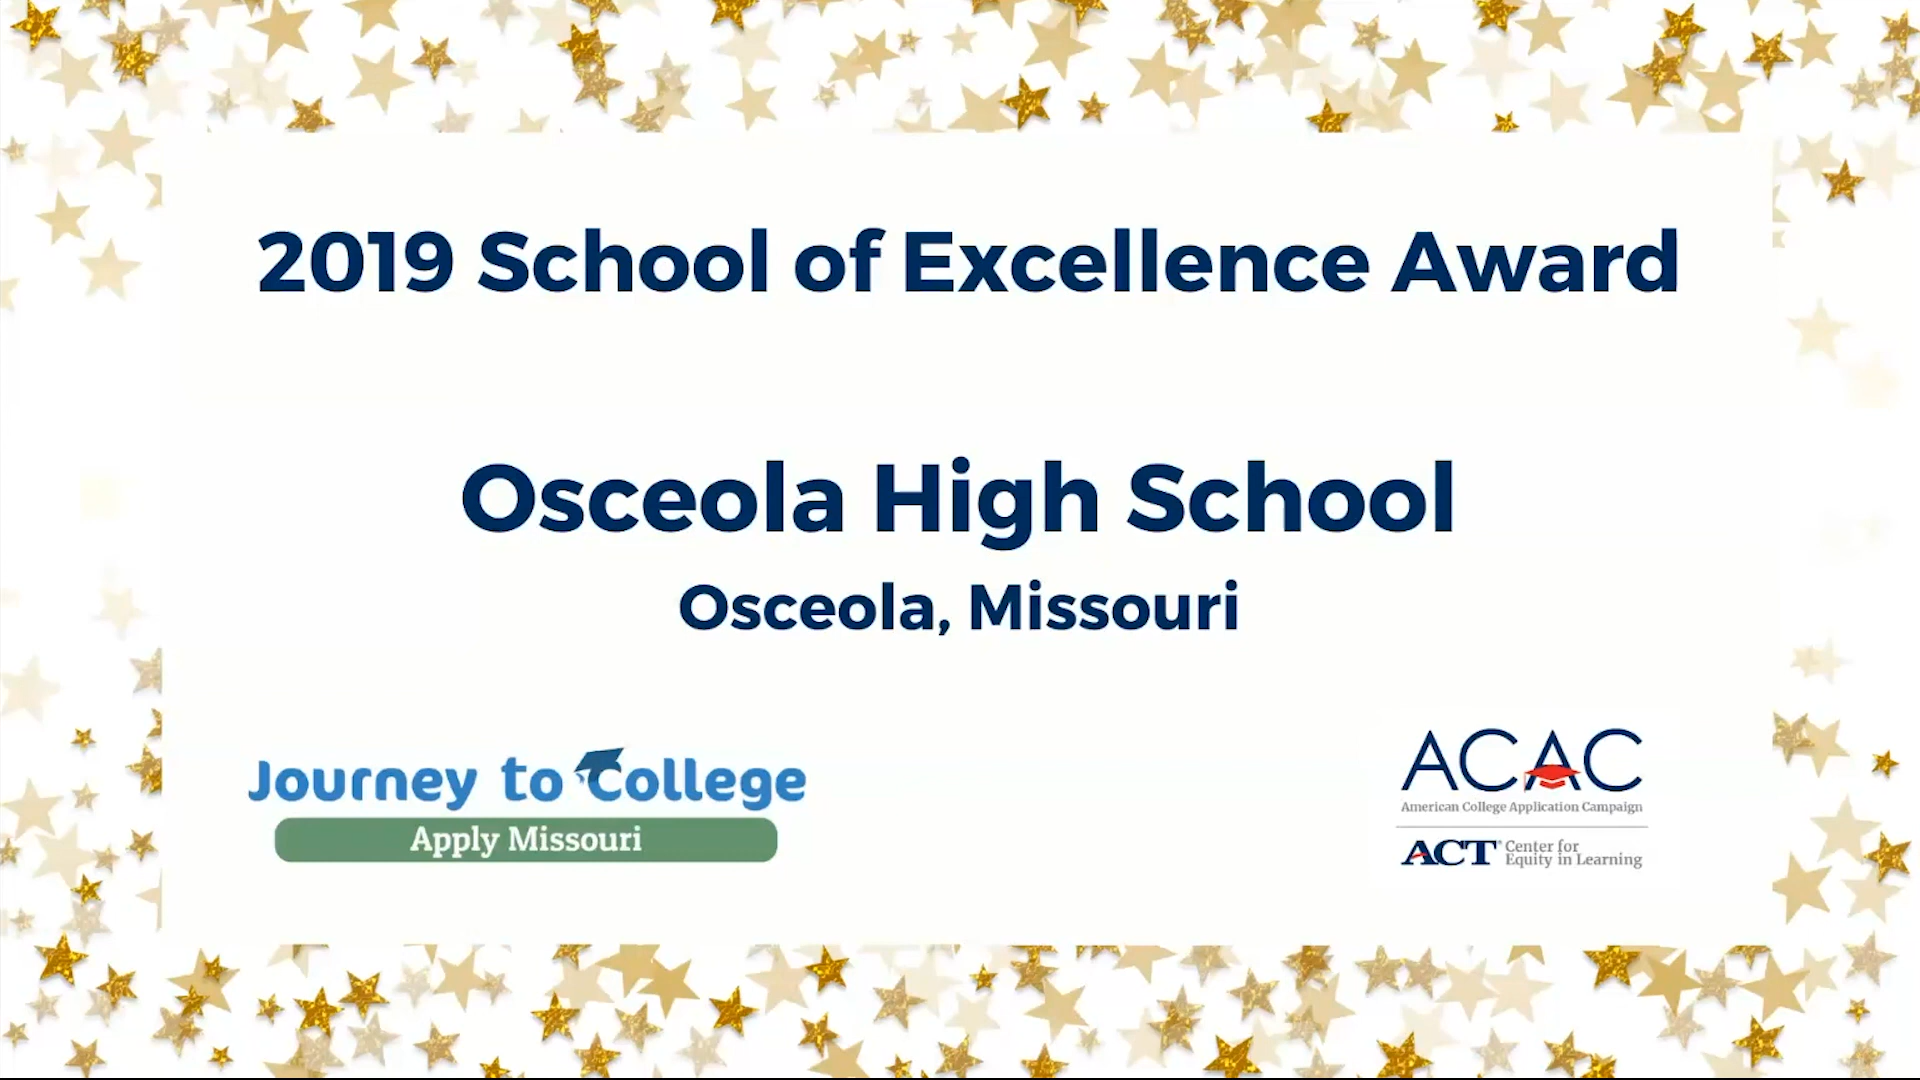 2019 School of Excellence Award
Osceola High School
Osceola, Missouri
Journey to College
Apply Missouri
ACAC
American College Application Campaign
ACT® Center for
Equity in Learning